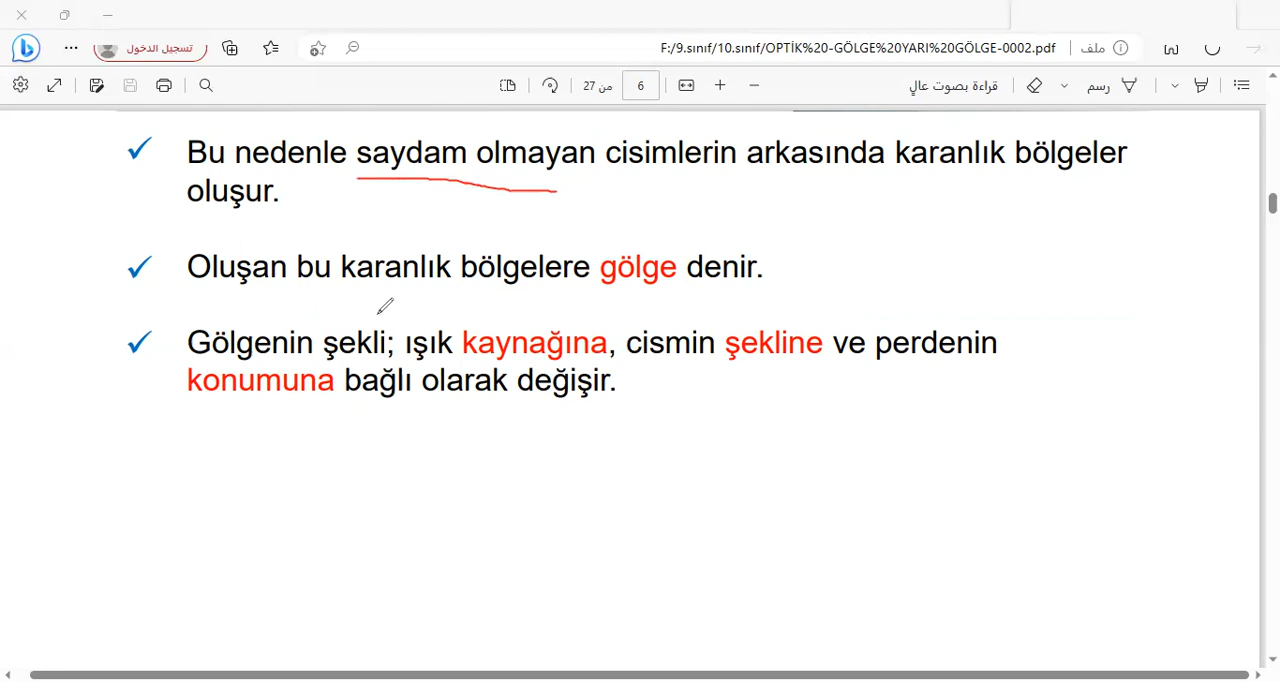 تسجيل الدخول
F:/9.sınıf/10.sınıf/OPTİK%20-GÖLGE%20YARI%20GÖLGE-0002.pdf
ملف
6
من 27
قراءة بصوت عالٍ
رسم
Bu nedenle saydam olmayan cisimlerin arkasında karanlık bölgeler
oluşur.
Oluşan bu karanlık bölgelere gölge denir.
Gölgenin şekli; ışık kaynağına, cismin şekline ve perdenin
konumuna bağlı olarak değişir.